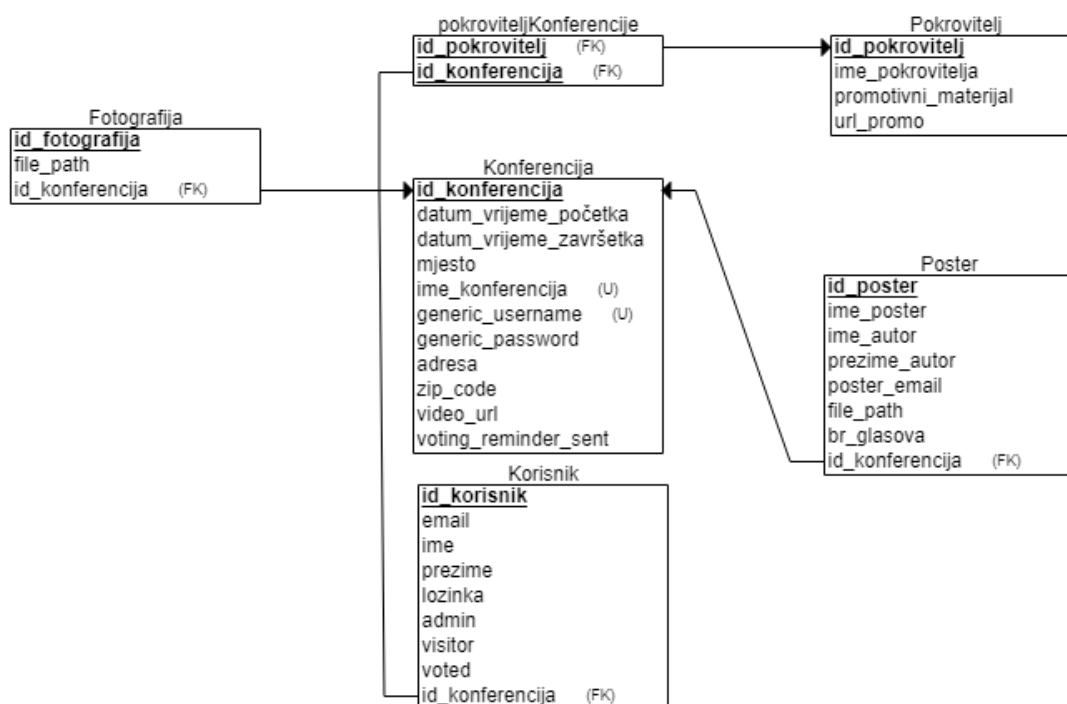 pokroviteljKonferencije
id_pokrovitelj (FK)
id_konferencija (FK)
Pokrovitelj
id_pokrovitelj
ime_pokrovitelja
promotivni_materijal
url_promo
Fotografija
id_fotografija
file_path
id_konferencija (FK)
Konferencija
id_konferencija
datum_vrijeme_početka
datum_vrijeme_završetka
mjesto
ime_konferencija (U)
generic_username (U)
generic_password
adresa
zip_code
video_url
voting_reminder_sent
Poster
id_poster
ime_poster
ime_autor
prezime_autor
poster_email
file_path
br_glasova
id_konferencija (FK)
Korisnik
id_korisnik
email
ime
prezime
lozinka
admin
visitor
voted
id_konferencija (FK)